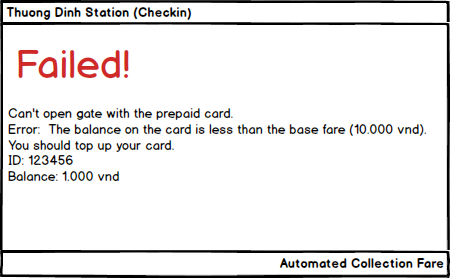 Thuong Dinh Station (Checkin)
Failed!
Can't open gate with the prepaid card.
Error: The balance on the card is less than the base fare (10.000 vnd).
You should top up your card.
ID: 123456
Balance: 1.000 vnd
Automated Collection Fare